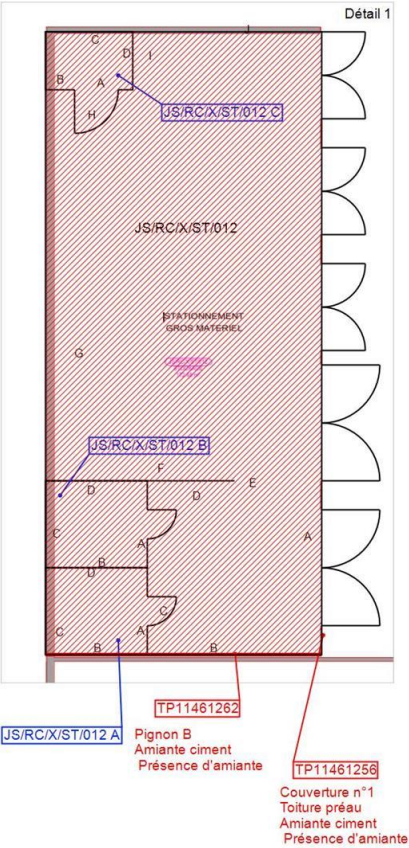 Détail 1
C
D
I
B
A
H
JS/RC/X/ST/012 C
JS/RC/X/ST/012
STATIONNEMENT
GROS MATERIEL
G
JS/RC/X/ST/012 B
F
D
D
E
C
A
A
B
D
C
C
A
B
B
JS/RC/X/ST/012 A
TP11461262
Pignon B
Amiante ciment
Présence d'amiante
TP11461256
Couverture n°1
Toiture préau
Amiante ciment
Présence d'amiante